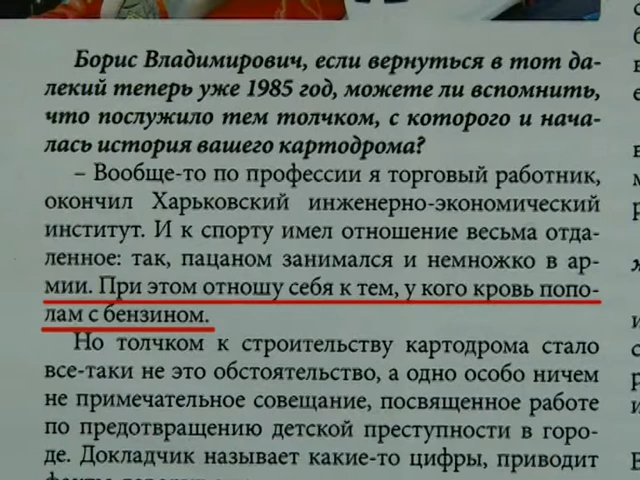 Борис Владимирович, если вернуться в тот да-
лекий теперь уже 1985 год, можете ли вспомнить,
что послужило тем толчком, с которого и нача-
лась история вашего картодрома?
– Вообще-то по профессии я торговый работник,
окончил Харьковский инженерно-экономический
институт. И к спорту имел отношение весьма отда-
ленное: так, пацаном занимался и немножко в ар-
мии. При этом отношу себя к тем, у кого кровь попо-
лам с бензином.
Но толчком к строительству картодрома стало
все-таки не это обстоятельство, а одно особо ничем
не примечательное совещание, посвященное работе
по предотвращению детской преступности в горо-
де. Докладчик называет какие-то цифры, приводит